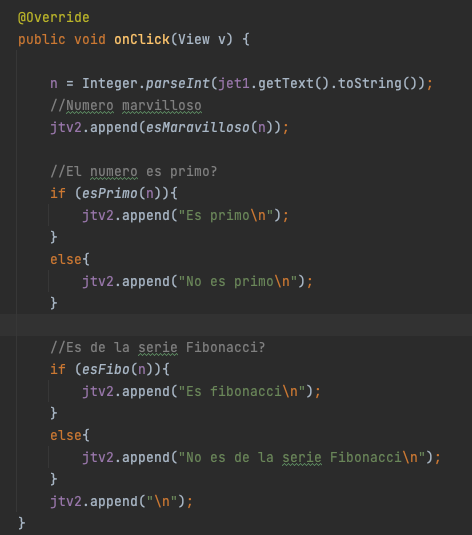 @Override
public void onClick(View v) {
n = Integer.parseInt(jet1.getText().toString());
//Numero marvilloso
jtv2.append(esMaravilloso(n));
//El numero es primo?
if (esPrimo(n)){
jtv2.append("Es primo\n");
}
else{
jtv2.append("No es primo\n");
}
//Es de la serie Fibonacci?
if (esFibo(n)){
jtv2.append("Es fibonacci\n");
}
else{
jtv2.append("No es de la serie Fibonacci\n");
}
jtv2.append("\n");
}